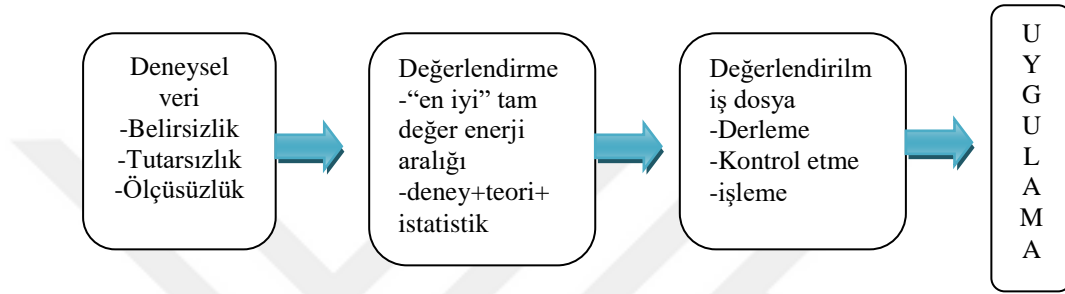 Deneysel
veri
-Belirsizlik
-Tutarsızlık
-Ölçüsüzlük
Değerlendirme
-“en iyi” tam
değer enerji
aralığı
-deney+teori+
istatistik
Değerlendirilm
iş dosya
-Derleme
-Kontrol etme
-işleme
U
Y
G
U
L
A
M
A